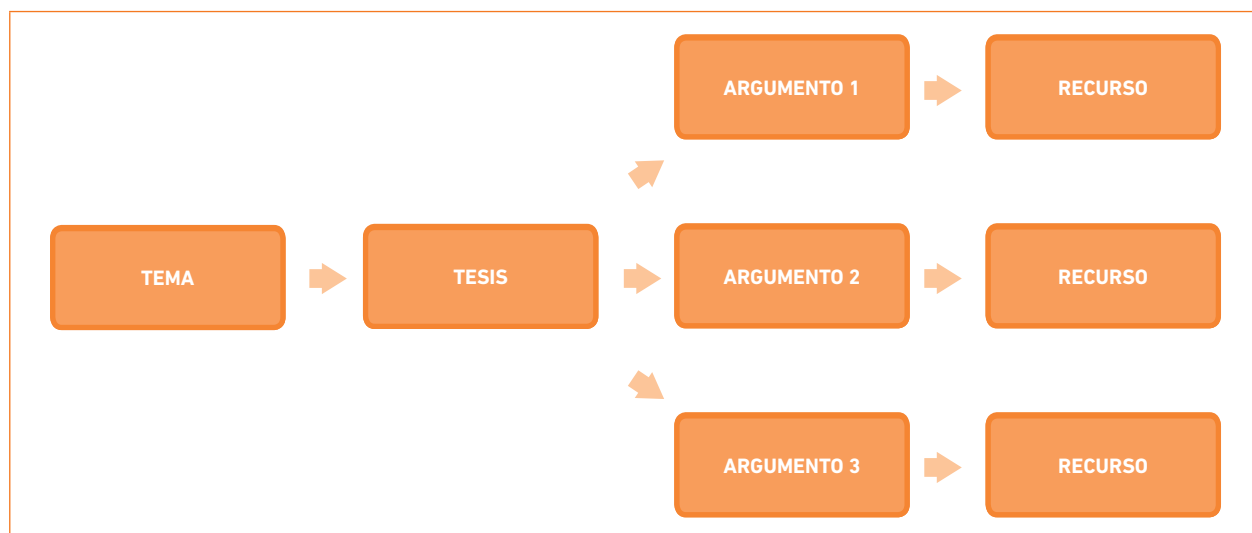 ARGUMENTO 1
RECURSO
TEMA
TESIS
ARGUMENTO 2
RECURSO
ARGUMENTO 3
RECURSO